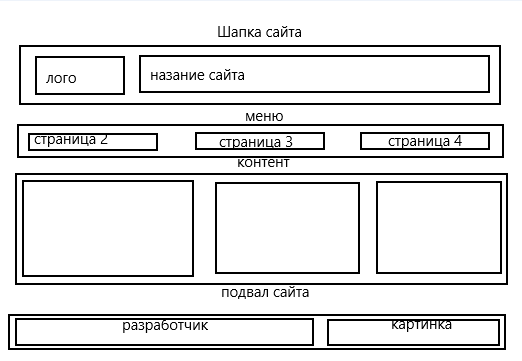 Шапка сайта
лого
назание сайта
меню
страница 2
страница 3
страница 4
контент
подвал сайта
разработчик
картинка